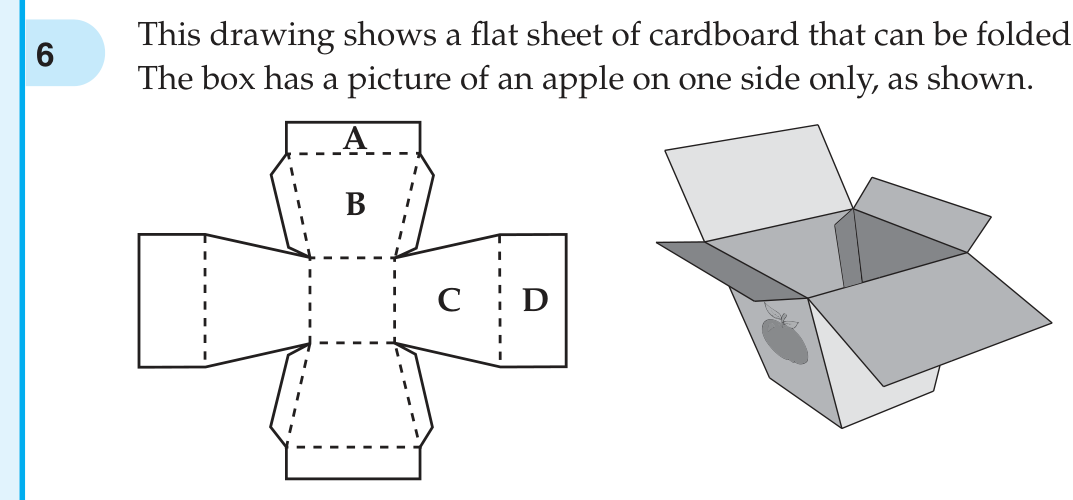 6
This drawing shows a flat sheet of cardboard that can be folded
The box has a picture of an apple on one side only, as shown.
A
B
C
D